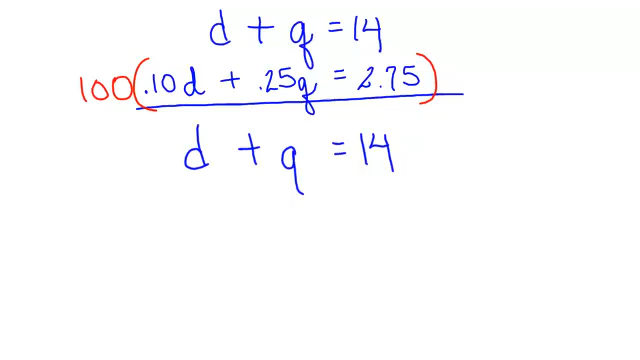 d + q = 14
100(.10d + .25q = 2.75)
d + q = 14